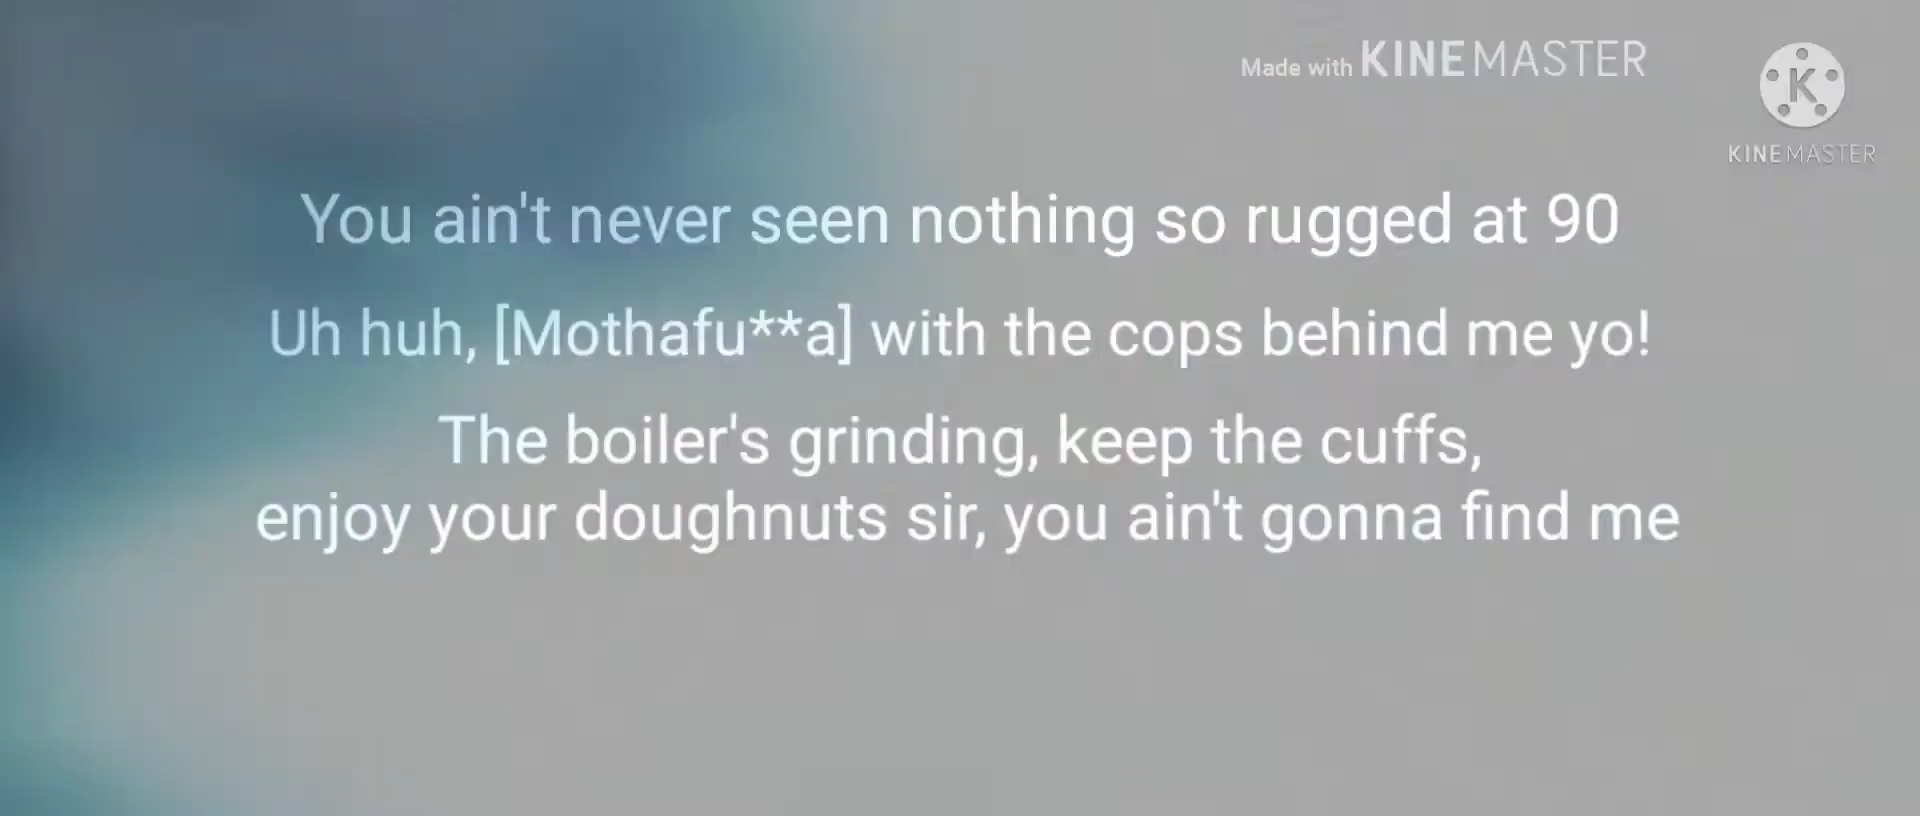 Made with KINEMASTER
K
KINEMASTER
You ain't never seen nothing so rugged at 90
Uh huh, [Mothafu**a] with the cops behind me yo!
The boiler's grinding, keep the cuffs,
enjoy your doughnuts sir, you ain't gonna find me